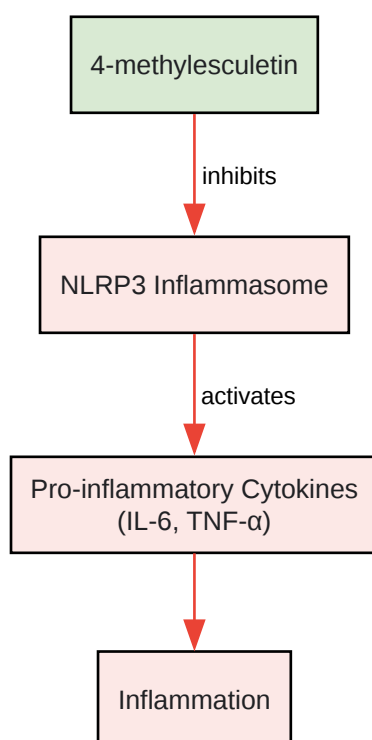 4-methylesculetin
inhibits
NLRP3 Inflammasome
activates
Pro-inflammatory Cytokines
(IL-6, TNF-α)
Inflammation